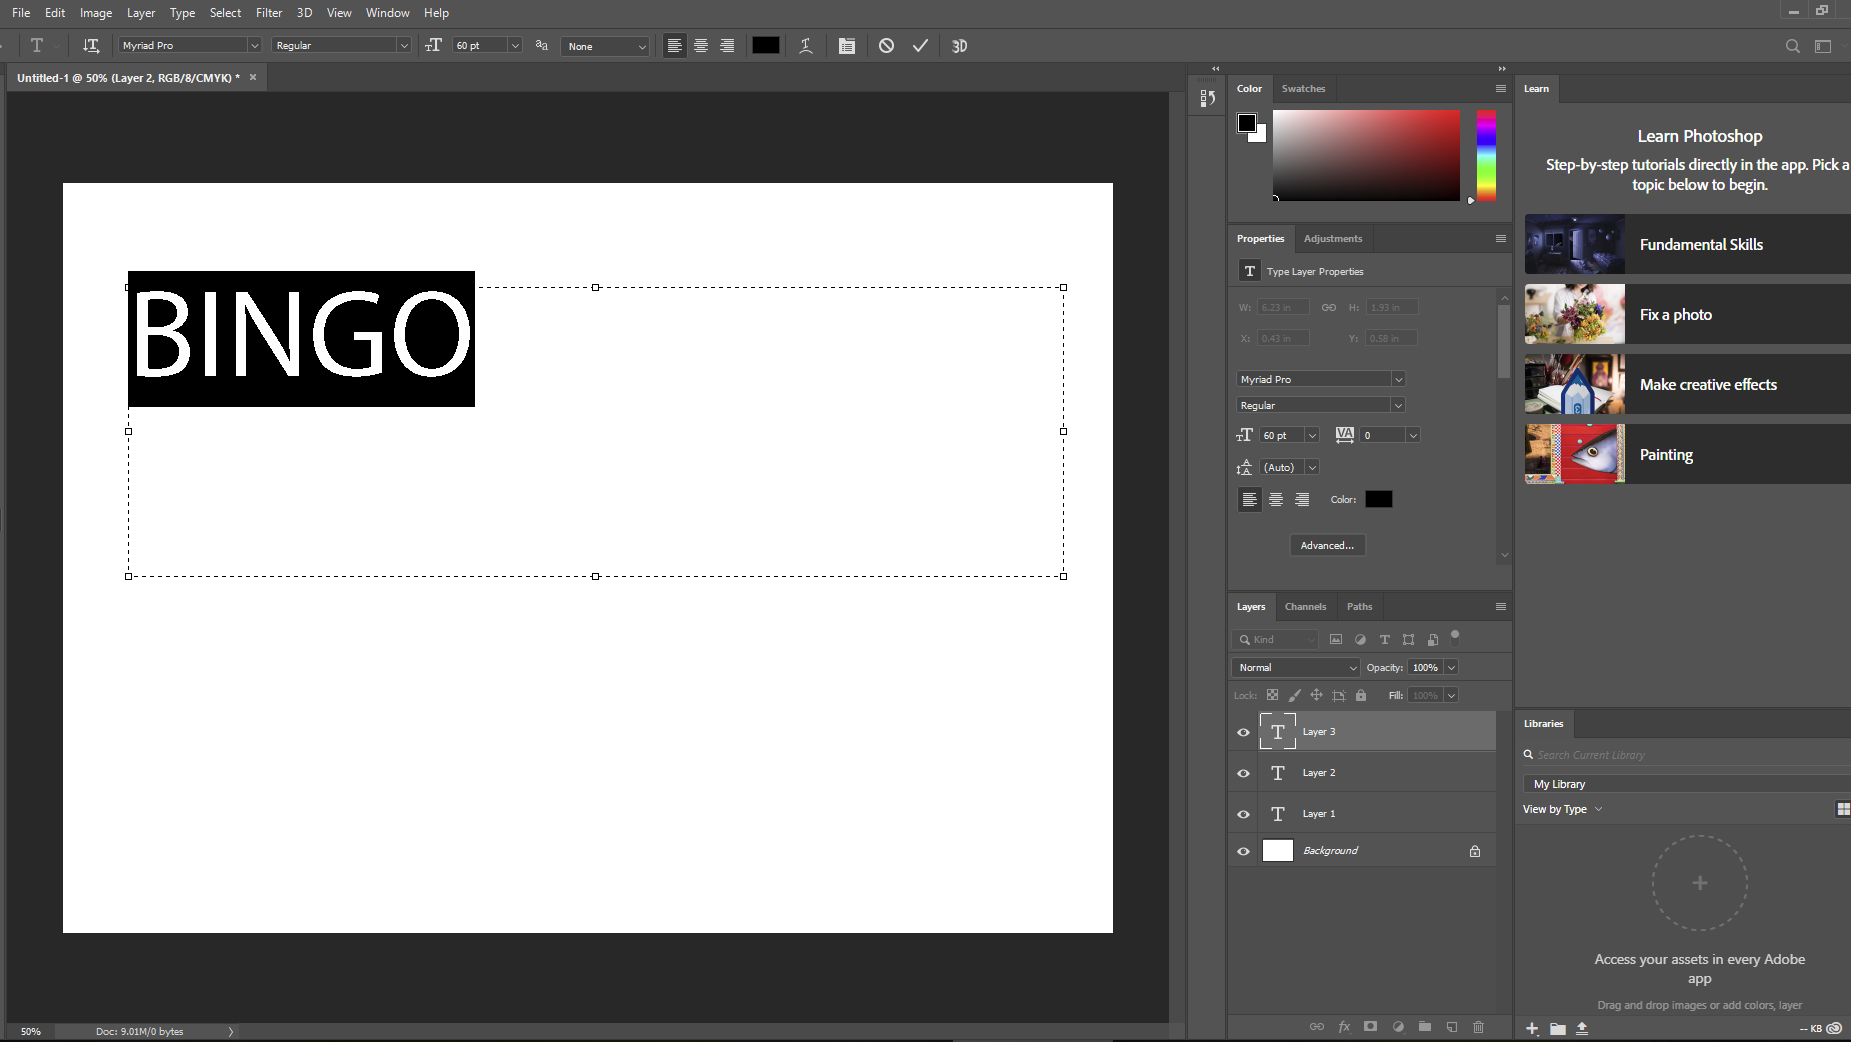 File Edit Image Layer Type Select Filter 3D View Window Help
Myriad Pro Regular 60 pt None 3D
Untitled-1 @ 50% (Layer 2, RGB/8/CMYK) * ×
BINGO
50% Doc: 9.01M/0 bytes
Color Swatches
Properties Adjustments
Type Layer Properties
W: 6.23 in H: 1.93 in
X: 0.43 in Y: 0.58 in
Myriad Pro
Regular
60 pt 0
(Auto)
Color:
Advanced...
Layers Channels Paths
Kind
Normal Opacity: 100%
Lock: Fill: 100%
Layer 3
Layer 2
Layer 1
Background
Learn
Learn Photoshop
Step-by-step tutorials directly in the app. Pick a
topic below to begin.
Fundamental Skills
Fix a photo
Make creative effects
Painting
Libraries
Search Current Library
My Library
View by Type
Access your assets in every Adobe
app
Drag and drop images or add colors, layer
-- KB